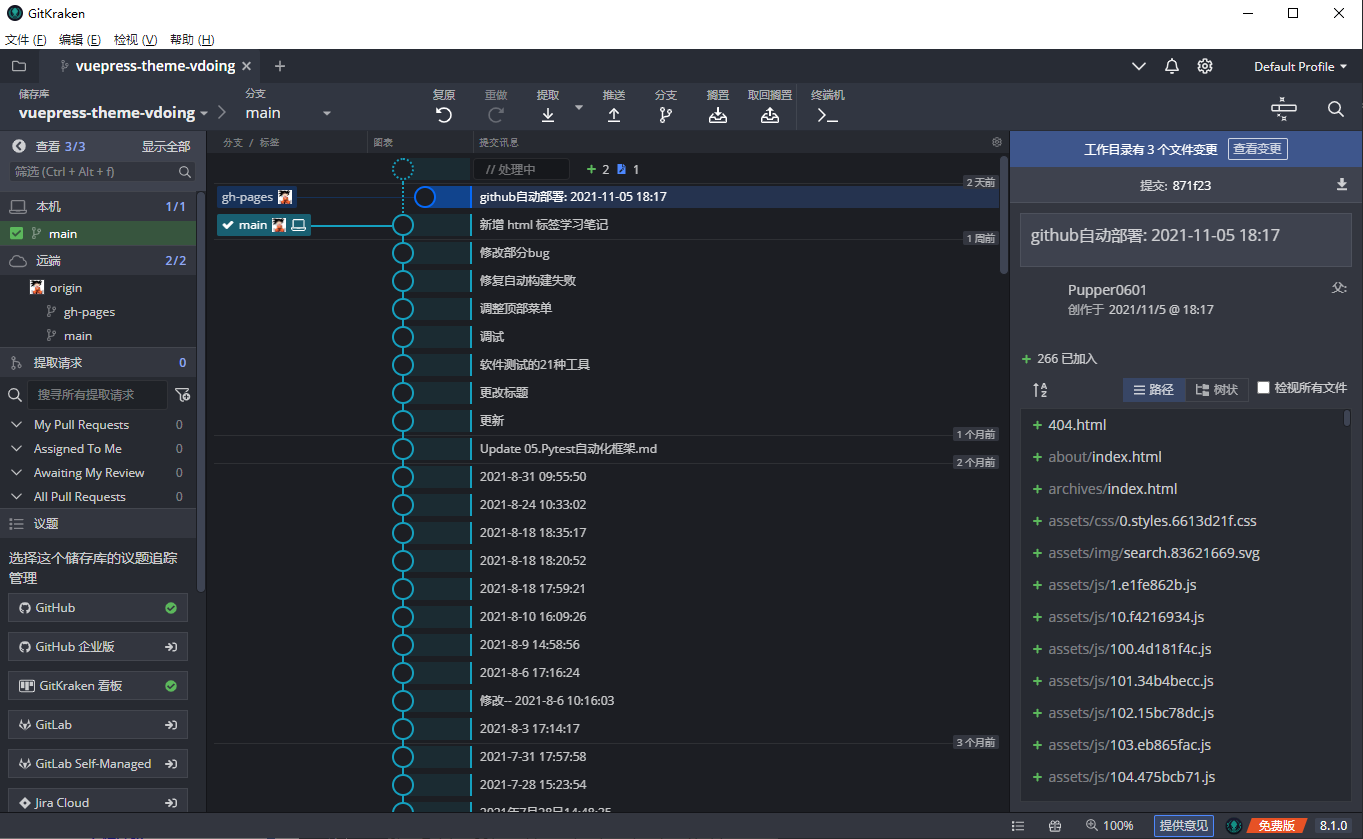 GitKraken
文件 (F) 编辑 (E) 检视 (V) 帮助 (H)
vuepress-theme-vdoing
Default Profile
储存库
vuepress-theme-vdoing
分支
main
复原
重做
提取
推送
分支
搁置
取回搁置
终端机
查看 3/3
显示全部
筛选 (Ctrl + Alt + f)
本机 1/1
main
远端 2/2
origin
gh-pages
main
提取请求 0
搜寻所有提取请求
My Pull Requests 0
Assigned To Me 0
Awaiting My Review 0
All Pull Requests 0
议题
选择这个储存库的议题追踪
管理
GitHub
GitHub 企业版
GitKraken 看板
GitLab
GitLab Self-Managed
Jira Cloud
分支 / 标签
图表
提交讯息
// 处理中
2
1
2 天前
gh-pages
github自动部署: 2021-11-05 18:17
main
新增 html 标签学习笔记
1 周前
修改部分bug
修复自动构建失败
调整顶部菜单
调试
软件测试的21种工具
更改标题
更新
1 个月前
Update 05.Pytest自动化框架.md
2 个月前
2021-8-31 09:55:50
2021-8-24 10:33:02
2021-8-18 18:35:17
2021-8-18 18:20:52
2021-8-18 17:59:21
2021-8-10 16:09:26
2021-8-9 14:58:56
2021-8-6 17:16:24
修改-- 2021-8-6 10:16:03
2021-8-3 17:14:17
3 个月前
2021-7-31 17:57:58
2021-7-28 15:23:54
2021年7月28日14:48:25
工作目录有 3 个文件变更
查看变更
提交: 871f23
github自动部署: 2021-11-05 18:17
Pupper0601
创作于 2021/11/5 @ 18:17
父:
266 已加入
路径
树状
检视所有文件
404.html
about/index.html
archives/index.html
assets/css/0.styles.6613d21f.css
assets/img/search.83621669.svg
assets/js/1.e1fe862b.js
assets/js/10.f4216934.js
assets/js/100.4d181f4c.js
assets/js/101.34b4becc.js
assets/js/102.15bc78dc.js
assets/js/103.eb865fac.js
assets/js/104.475bcb71.js
100%
提供意见
免费版
8.1.0